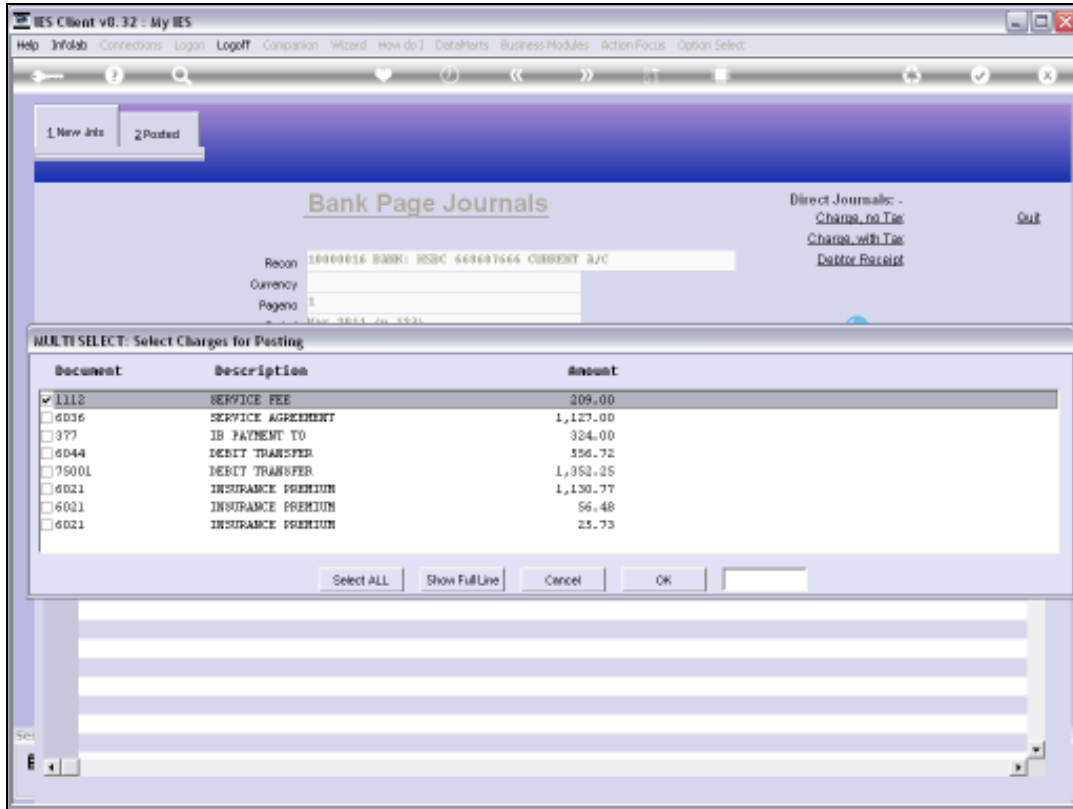 IES Client v8.32 : My IES
Help Infolab Connections Logon Logoff Companion Wizard How do I DataMarts Business Modules Action Focus Option Select
1 New Jnls 2 Posted
Bank Page Journals
Direct Journals: -
Charge, no Tax
Quit
Charge, with Tax
Debtor Receipt
Recon 10000016 BANK: HSBC 660607666 CURRENT A/C
Currency
Pageno 1
MULTI SELECT: Select Charges for Posting
Document Description Amount
1112 SERVICE FEE 209.00
6036 SERVICE AGREEMENT 1,127.00
377 IB PAYMENT TO 324.00
6044 DEBIT TRANSFER 556.72
75001 DEBIT TRANSFER 1,352.25
6021 INSURANCE PREMIUM 1,130.77
6021 INSURANCE PREMIUM 56.48
6021 INSURANCE PREMIUM 25.73
Select ALL Show Full Line Cancel OK